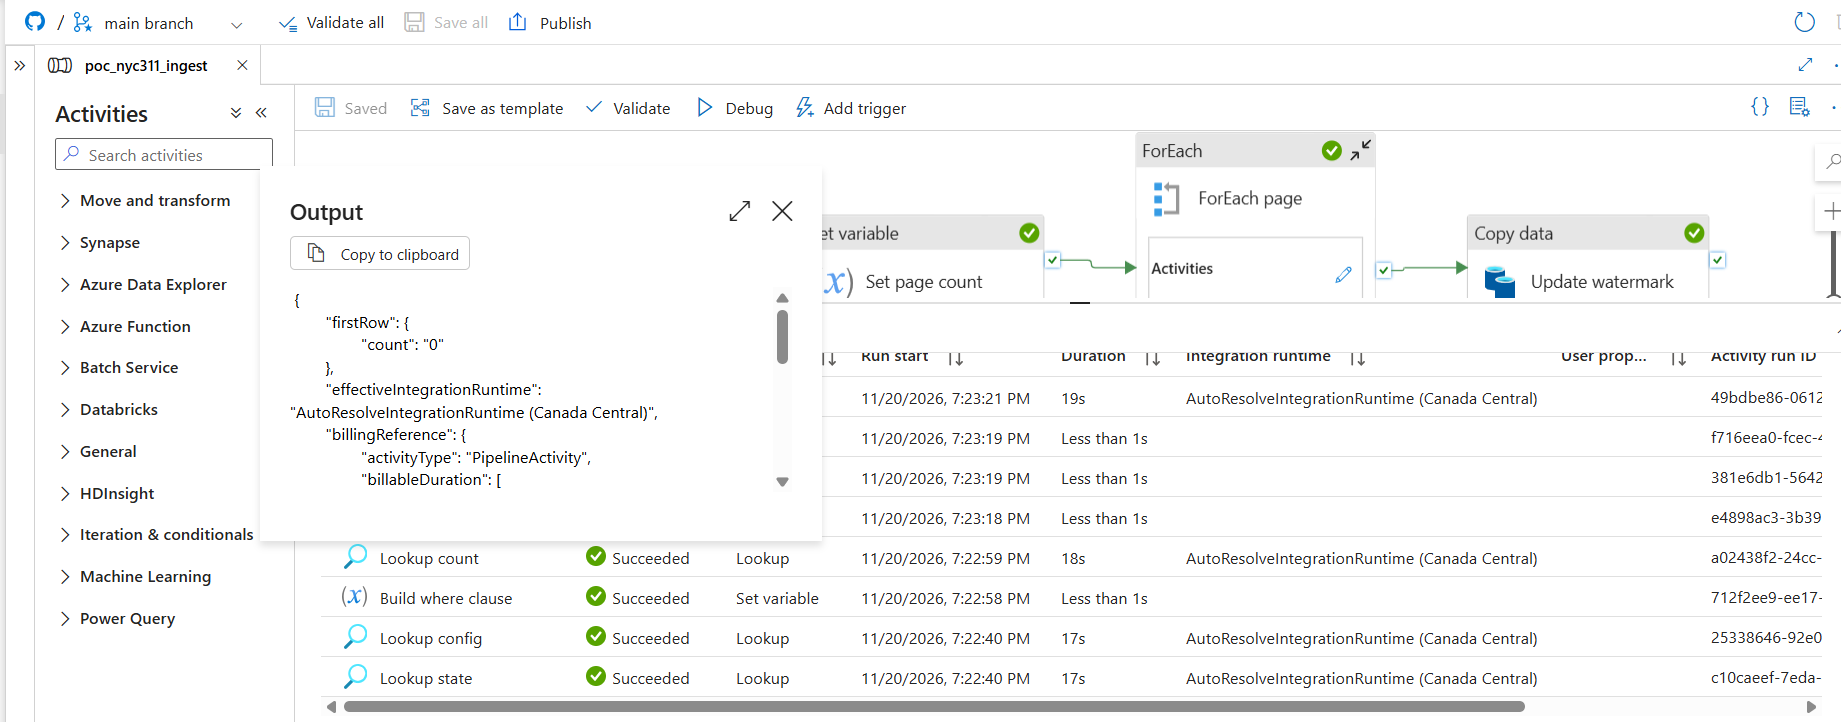 / main branch Validate all Save all Publish
poc_nyc311_ingest
Activities
Search activities
Move and transform
Synapse
Azure Data Explorer
Azure Function
Batch Service
Databricks
General
HDInsight
Iteration & conditionals
Machine Learning
Power Query
Saved Save as template Validate Debug Add trigger
{}
ForEach
ForEach page
Activities
et variable
(x) Set page count
Copy data
Update watermark
Output
Copy to clipboard
{
"firstRow": {
"count": "0"
},
"effectiveIntegrationRuntime":
"AutoResolveIntegrationRuntime (Canada Central)",
"billingReference": {
"activityType": "PipelineActivity",
"billableDuration": [
Run start Duration Integration runtime User prop... Activity run ID
11/20/2026, 7:23:21 PM 19s AutoResolveIntegrationRuntime (Canada Central) 49bdbe86-0612
11/20/2026, 7:23:19 PM Less than 1s f716eea0-fcec-4
11/20/2026, 7:23:19 PM Less than 1s 381e6db1-5642
11/20/2026, 7:23:18 PM Less than 1s e4898ac3-3b39
Lookup count Succeeded Lookup 11/20/2026, 7:22:59 PM 18s AutoResolveIntegrationRuntime (Canada Central) a02438f2-24cc-
(x) Build where clause Succeeded Set variable 11/20/2026, 7:22:58 PM Less than 1s 712f2ee9-ee17-
Lookup config Succeeded Lookup 11/20/2026, 7:22:40 PM 17s AutoResolveIntegrationRuntime (Canada Central) 25338646-92e0
Lookup state Succeeded Lookup 11/20/2026, 7:22:40 PM 17s AutoResolveIntegrationRuntime (Canada Central) c10caeef-7eda-